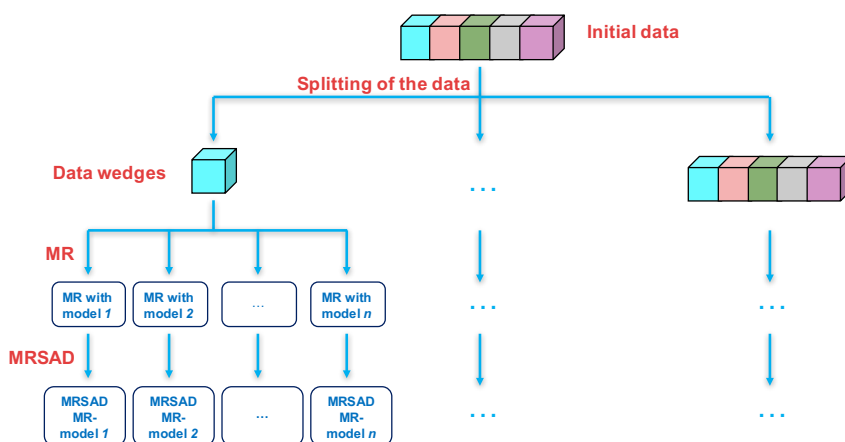 Initial data
Splitting of the data
Data wedges
...
MR
MR with
model 1
MR with
model 2
...
MR with
model n
...
...
MRSAD
MRSAD
MR-
model 1
MRSAD
MR-
model 2
...
MRSAD
MR-
model n
...
...